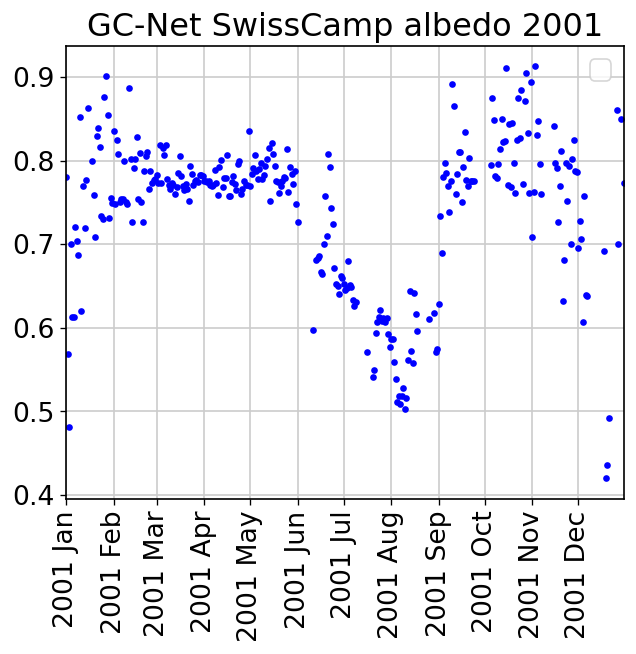 GC-Net SwissCamp albedo 2001
0.9
0.8
0.7
0.6
0.5
0.4
2001 Jan
2001 Feb
2001 Mar
2001 Apr
2001 May
2001 Jun
2001 Jul
2001 Aug
2001 Sep
2001 Oct
2001 Nov
2001 Dec